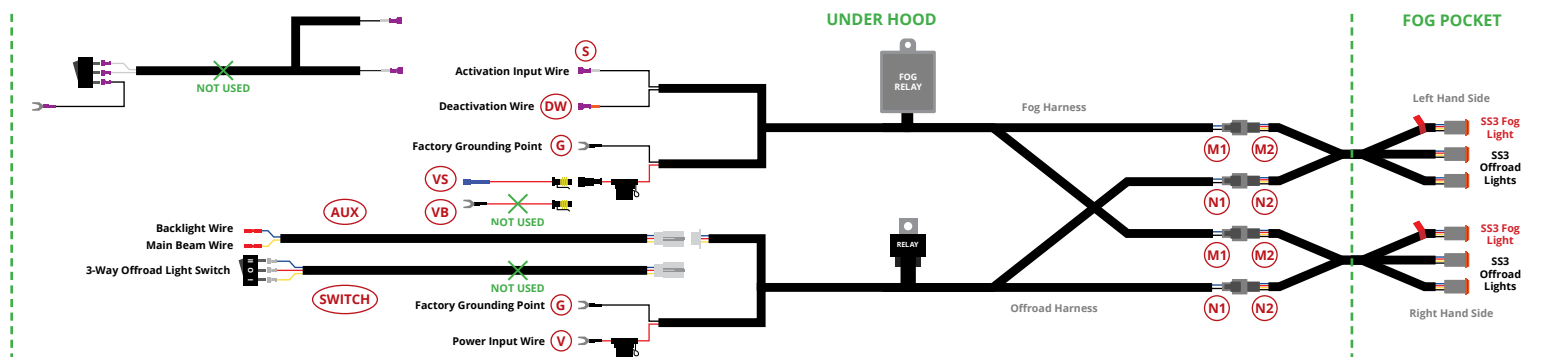 UNDER HOOD
FOG POCKET
NOT USED
S
Activation Input Wire
Deactivation Wire
DW
Factory Grounding Point
G
VS
VB
NOT USED
FOG
RELAY
Fog Harness
M1
M2
N1
N2
Left Hand Side
SS3 Fog
Light
SS3
Offroad
Lights
AUX
Backlight Wire
Main Beam Wire
3-Way Offroad Light Switch
I O II
NOT USED
SWITCH
Factory Grounding Point
G
Power Input Wire
V
RELAY
Offroad Harness
M1
M2
N1
N2
SS3 Fog
Light
SS3
Offroad
Lights
Right Hand Side